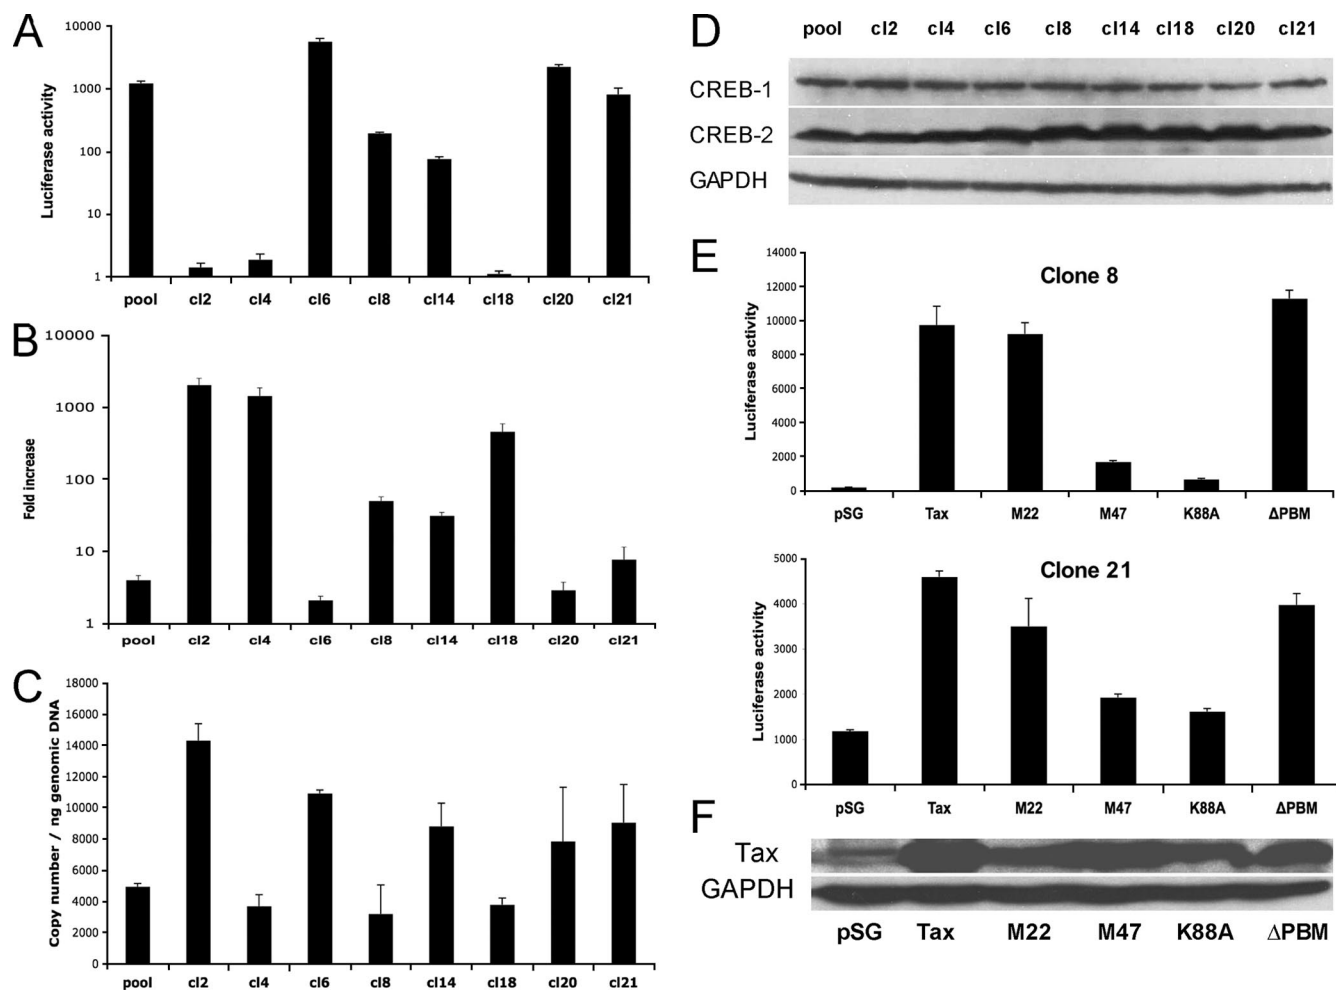 A
10000
1000
100
10
1
Luciferase activity
pool cl2 cl4 cl6 cl8 cl14 cl18 cl20 cl21
B
10000
1000
100
10
1
Fold increase
pool cl2 cl4 cl6 cl8 cl14 cl18 cl20 cl21
C
18000
16000
14000
12000
10000
8000
6000
4000
2000
0
Copy number / ng genomic DNA
pool cl2 cl4 cl6 cl8 cl14 cl18 cl20 cl21
D
pool cl2 cl4 cl6 cl8 cl14 cl18 cl20 cl21
CREB-1
CREB-2
GAPDH
E
Clone 8
14000
12000
10000
8000
6000
4000
2000
0
Luciferase activity
pSG Tax M22 M47 K88A ΔPBM
Clone 21
5000
4000
3000
2000
1000
0
Luciferase activity
pSG Tax M22 M47 K88A ΔPBM
F
Tax
GAPDH
pSG Tax M22 M47 K88A ΔPBM